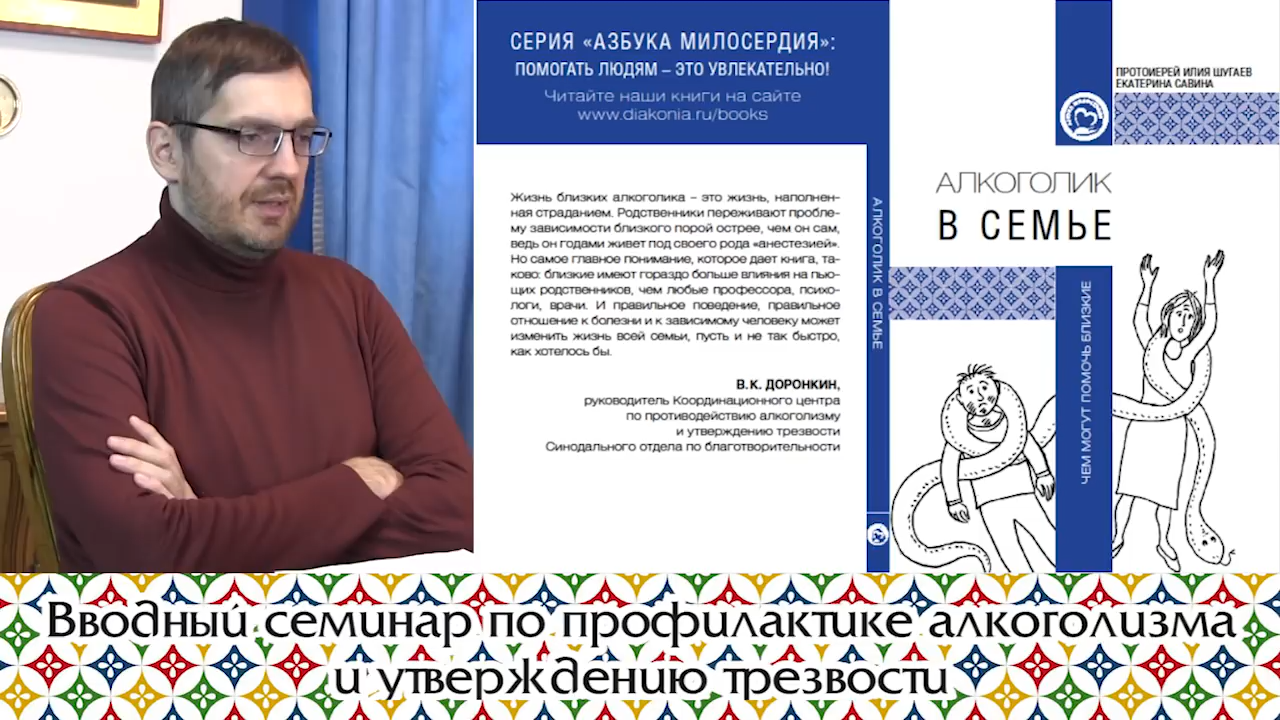 СЕРИЯ «АЗБУКА МИЛОСЕРДИЯ»:
ПОМОГАТЬ ЛЮДЯМ – ЭТО УВЛЕКАТЕЛЬНО!
Читайте наши книги на сайте
www.diakonia.ru/books
Жизнь близких алкоголика – это жизнь, наполнен-
ная страданием. Родственники переживают пробле-
му зависимости близкого порой острее, чем он сам,
ведь он годами живет под своего рода «анестезией».
Но самое главное понимание, которое дает книга, та-
ково: близкие имеют гораздо больше влияния на пью-
щих родственников, чем любые профессора, психо-
логи, врачи. И правильное поведение, правильное
отношение к болезни и к зависимому человеку может
изменить жизнь всей семьи, пусть и не так быстро,
как хотелось бы.
В. К. ДОРОНКИН,
руководитель Координационного центра
по противодействию алкоголизму
и утверждению трезвости
Синодального отдела по благотворительности
АЛКОГОЛИК В СЕМЬЕ
ПРОТОИЕРЕЙ ИЛИЯ ШУГАЕВ
ЕКАТЕРИНА САВИНА
АЛКОГОЛИК
В СЕМЬЕ
ЧЕМ МОГУТ ПОМОЧЬ БЛИЗКИЕ
Вводный семинар по профилактике алкоголизма
и утверждению трезвости